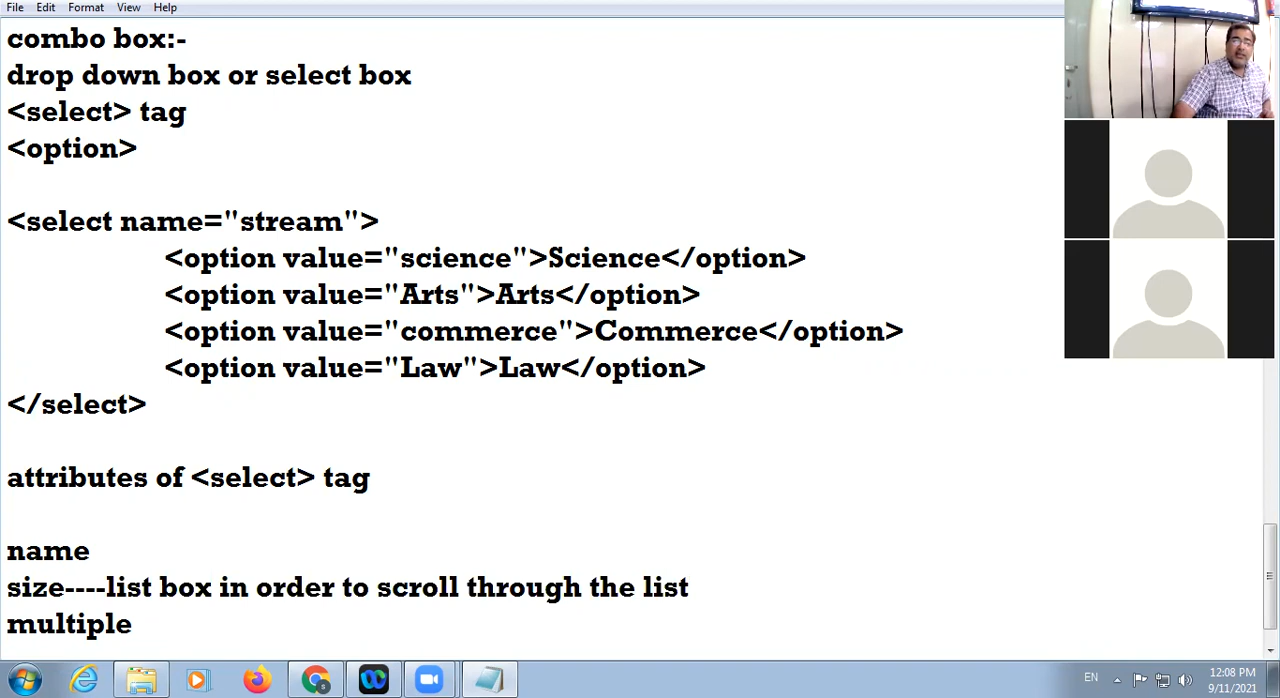 File Edit Format View Help
combo box:-
drop down box or select box
<select> tag
<option>
<select name="stream">
<option value="science">Science</option>
<option value="Arts">Arts</option>
<option value="commerce">Commerce</option>
<option value="Law">Law</option>
</select>
attributes of <select> tag
name
size----list box in order to scroll through the list
multiple
EN
12:08 PM
9/11/2021